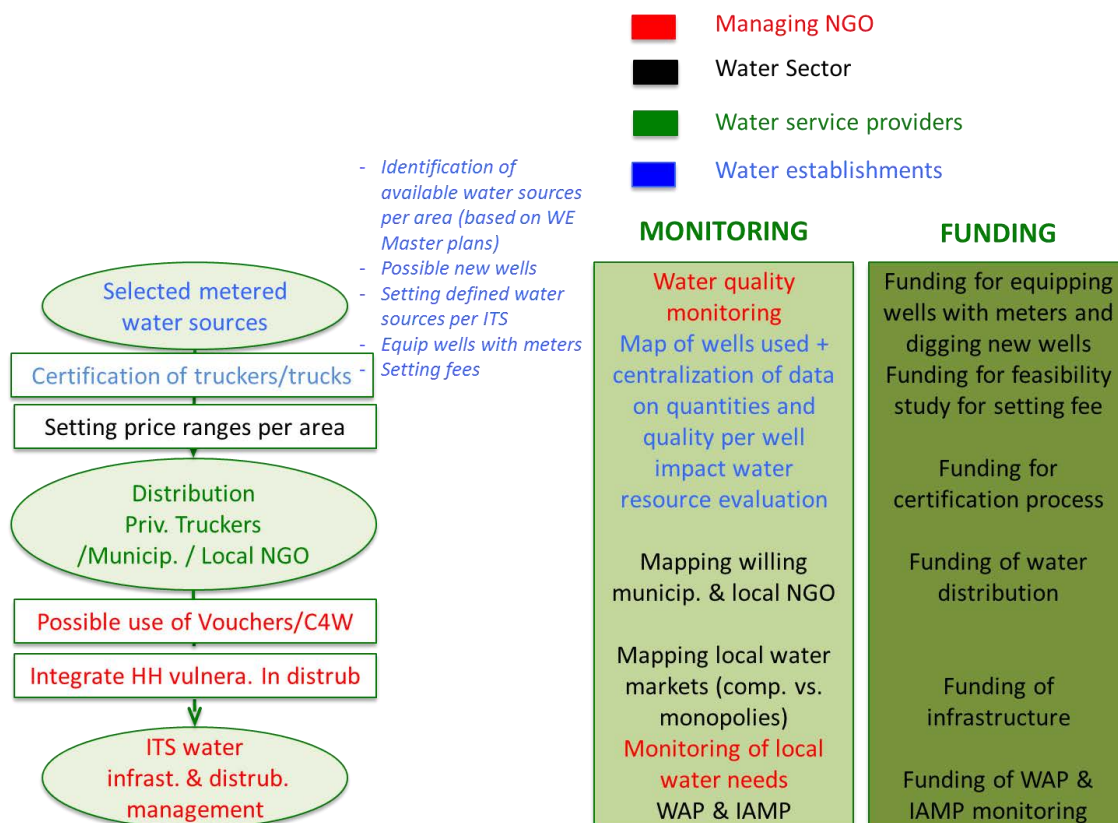 Managing NGO
Water Sector
Water service providers
Water establishments
- Identification of
available water sources
per area (based on WE
Master plans)
- Possible new wells
- Setting defined water
sources per ITS
- Equip wells with meters
- Setting fees
Selected metered
water sources
Certification of truckers/trucks
Setting price ranges per area
Distribution
Priv. Truckers
/Municip. / Local NGO
Possible use of Vouchers/C4W
Integrate HH vulnera. In distrub
ITS water
infrast. & distrub.
management
MONITORING
Water quality
monitoring
Map of wells used +
centralization of data
on quantities and
quality per well
impact water
resource evaluation
Mapping willing
municip. & local NGO
Mapping local water
markets (comp. vs.
monopolies)
Monitoring of local
water needs
WAP & IAMP
FUNDING
Funding for equipping
wells with meters and
digging new wells
Funding for feasibility
study for setting fee
Funding for
certification process
Funding of water
distribution
Funding of
infrastructure
Funding of WAP &
IAMP monitoring